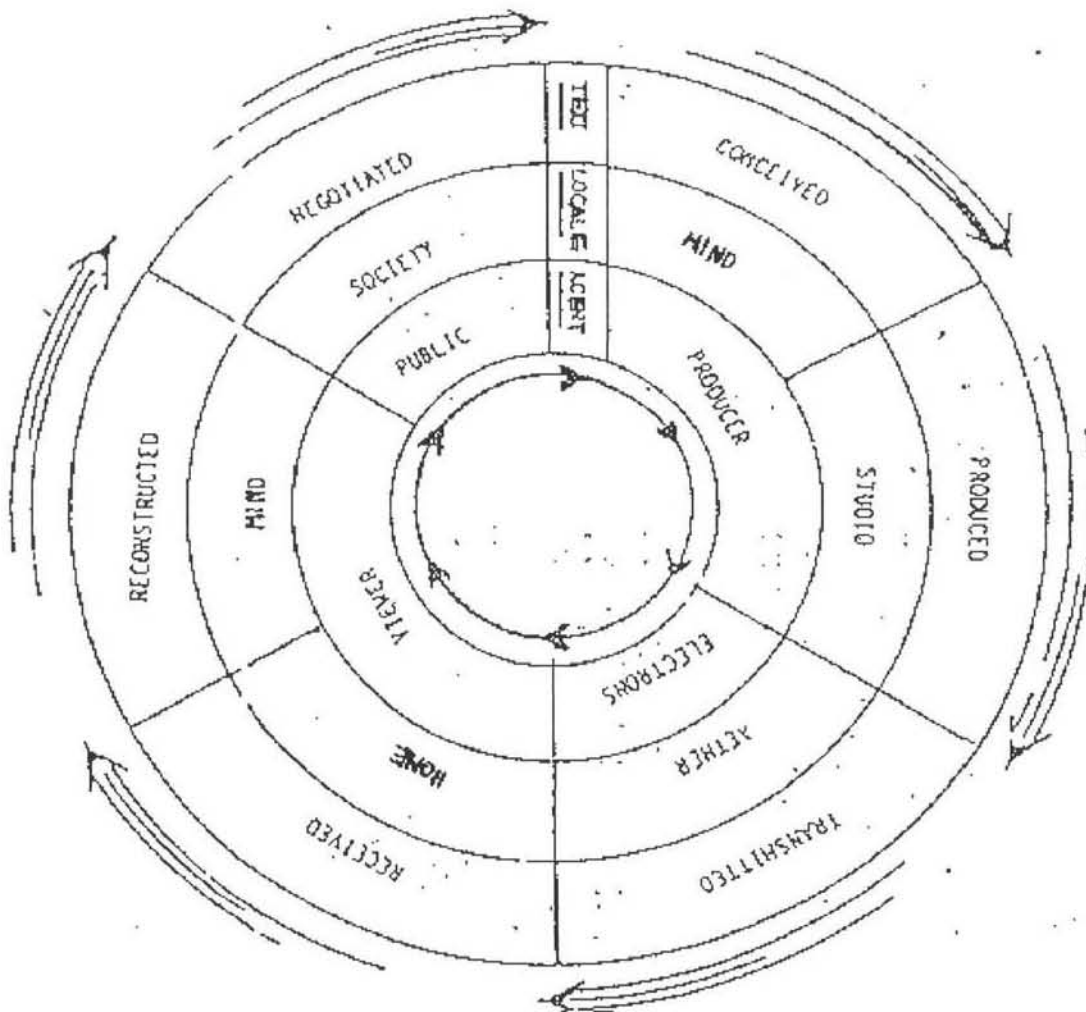 TEXT
LOCALE
AGENT
CONCEIVED
MIND
PRODUCER
PRODUCED
STUDIO
TRANSMITTED
AETHER
ELECTRONS
RECEIVED
HOME
VIEWER
RECONSTRUCTED
MIND
NEGOTIATED
SOCIETY
PUBLIC